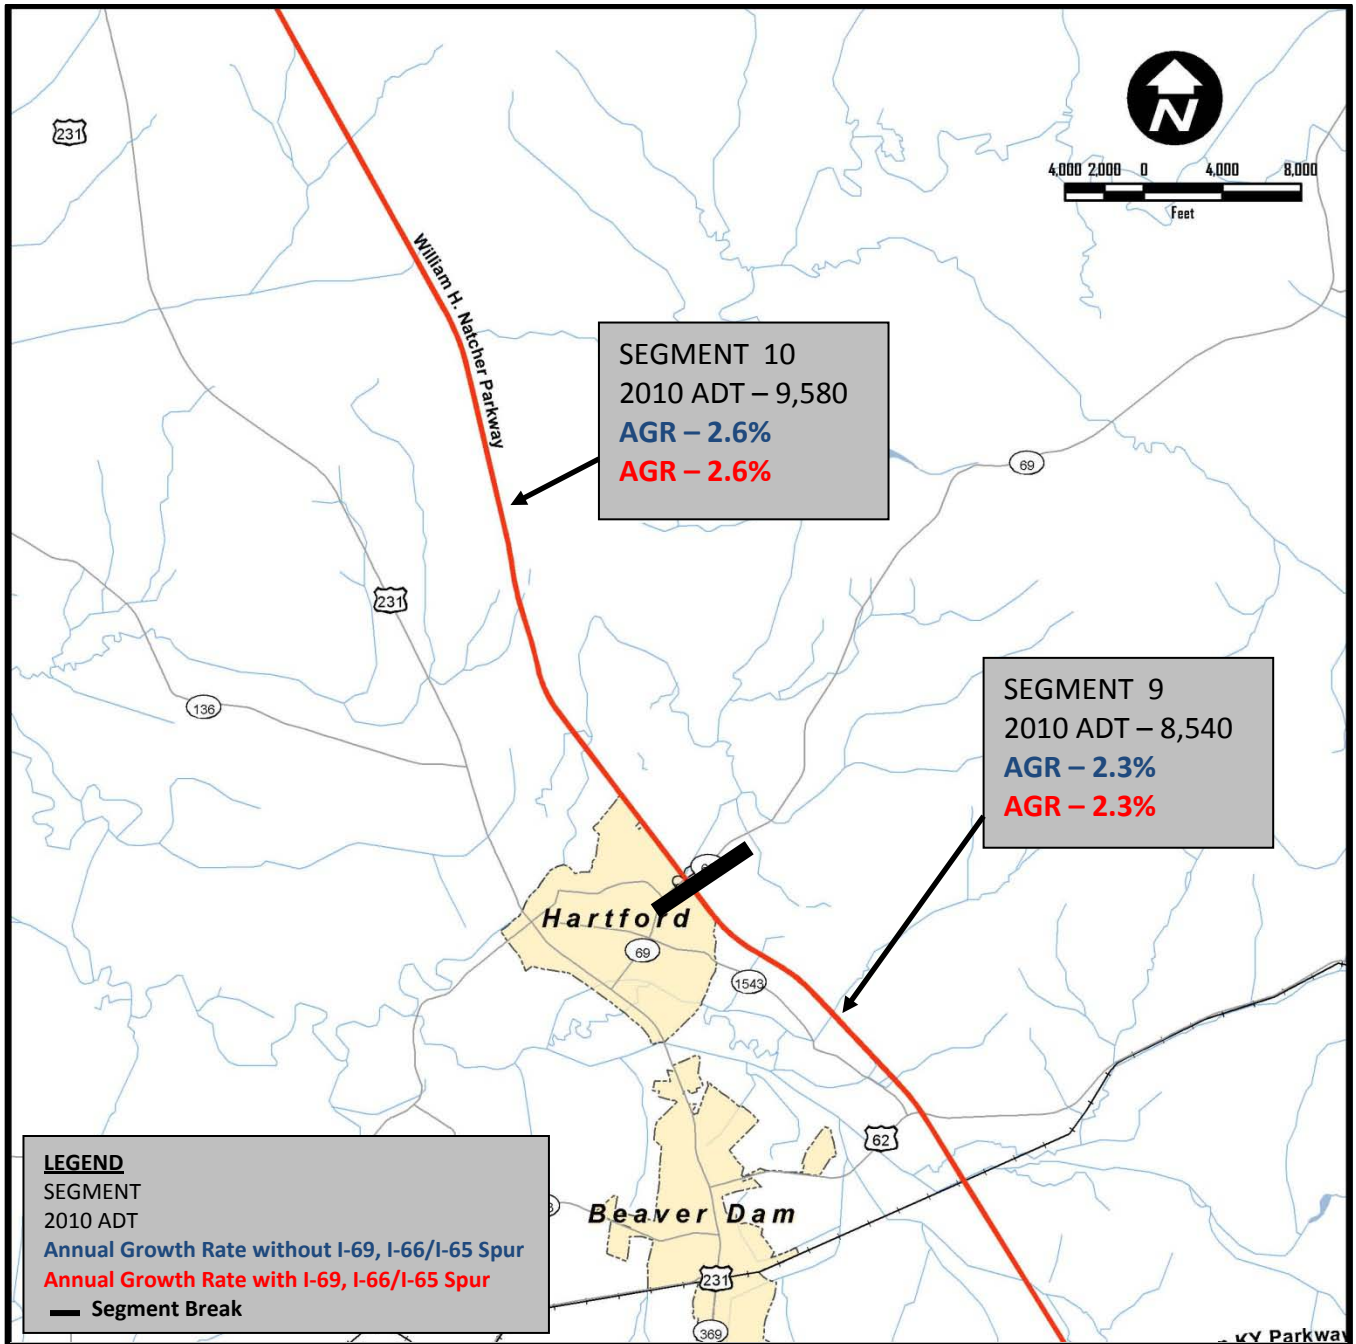 231
N
4,000 2,000 0 4,000 8,000
Feet
William H. Natcher Parkway
SEGMENT 10
2010 ADT – 9,580
AGR – 2.6%
AGR – 2.6%
69
231
136
SEGMENT 9
2010 ADT – 8,540
AGR – 2.3%
AGR – 2.3%
Hartford
69
1543
62
LEGEND
SEGMENT
2010 ADT
Annual Growth Rate without I-69, I-66/I-65 Spur
Annual Growth Rate with I-69, I-66/I-65 Spur
Segment Break
Beaver Dam
231
369
KY Parkway